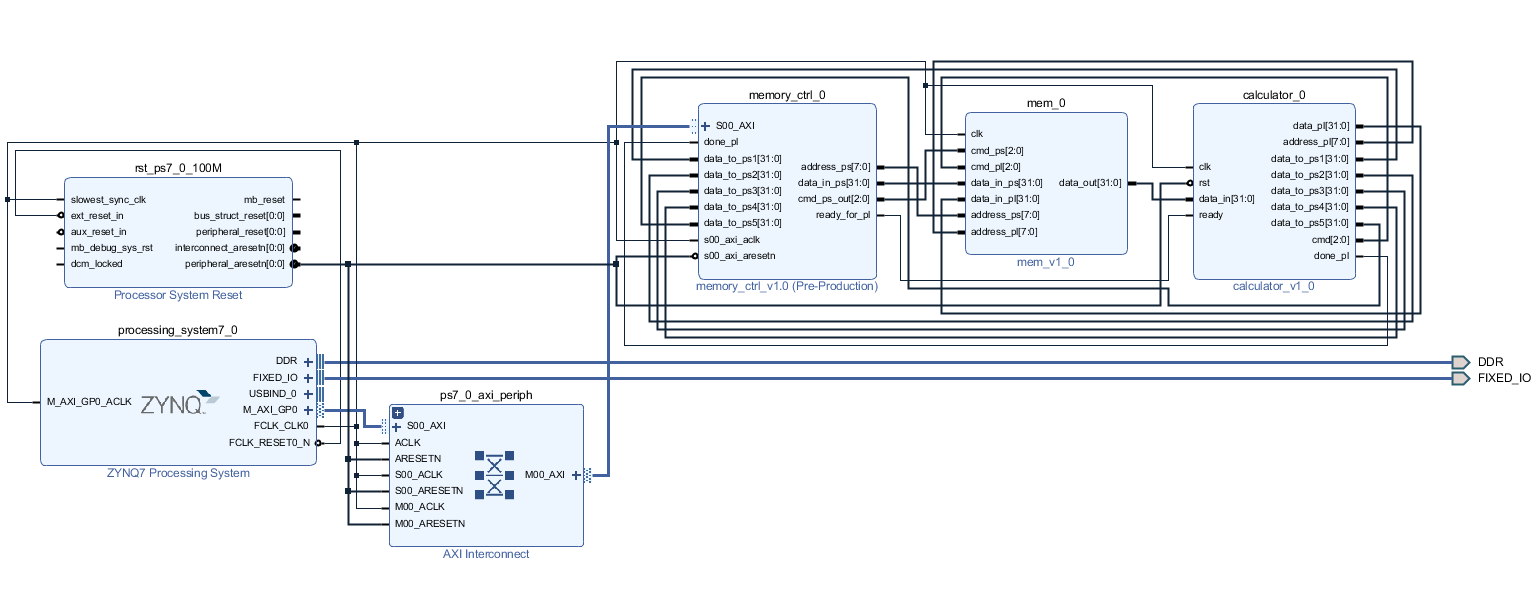 rst_ps7_0_100M
slowest_sync_clk
ext_reset_in
aux_reset_in
mb_debug_sys_rst
dcm_locked
mb_reset
bus_struct_reset[0:0]
peripheral_reset[0:0]
interconnect_aresetn[0:0]
peripheral_aresetn[0:0]
Processor System Reset
processing_system7_0
M_AXI_GP0_ACLK
ZYNQ
DDR
FIXED_IO
USBIND_0
M_AXI_GP0
FCLK_CLK0
FCLK_RESET0_N
ZYNQ7 Processing System
ps7_0_axi_periph
S00_AXI
ACLK
ARESETN
S00_ACLK
S00_ARESETN
M00_ACLK
M00_ARESETN
M00_AXI
AXI Interconnect
memory_ctrl_0
S00_AXI
done_pl
data_to_ps1[31:0]
data_to_ps2[31:0]
data_to_ps3[31:0]
data_to_ps4[31:0]
data_to_ps5[31:0]
s00_axi_aclk
s00_axi_aresetn
address_ps[7:0]
data_in_ps[31:0]
cmd_ps_out[2:0]
ready_for_pl
memory_ctrl_v1.0 (Pre-Production)
mem_0
clk
cmd_ps[2:0]
cmd_pl[2:0]
data_in_ps[31:0]
data_in_pl[31:0]
address_ps[7:0]
address_pl[7:0]
data_out[31:0]
mem_v1_0
calculator_0
clk
rst
data_in[31:0]
ready
data_pl[31:0]
address_pl[7:0]
data_to_ps1[31:0]
data_to_ps2[31:0]
data_to_ps3[31:0]
data_to_ps4[31:0]
data_to_ps5[31:0]
cmd[2:0]
done_pl
calculator_v1_0
DDR
FIXED_IO